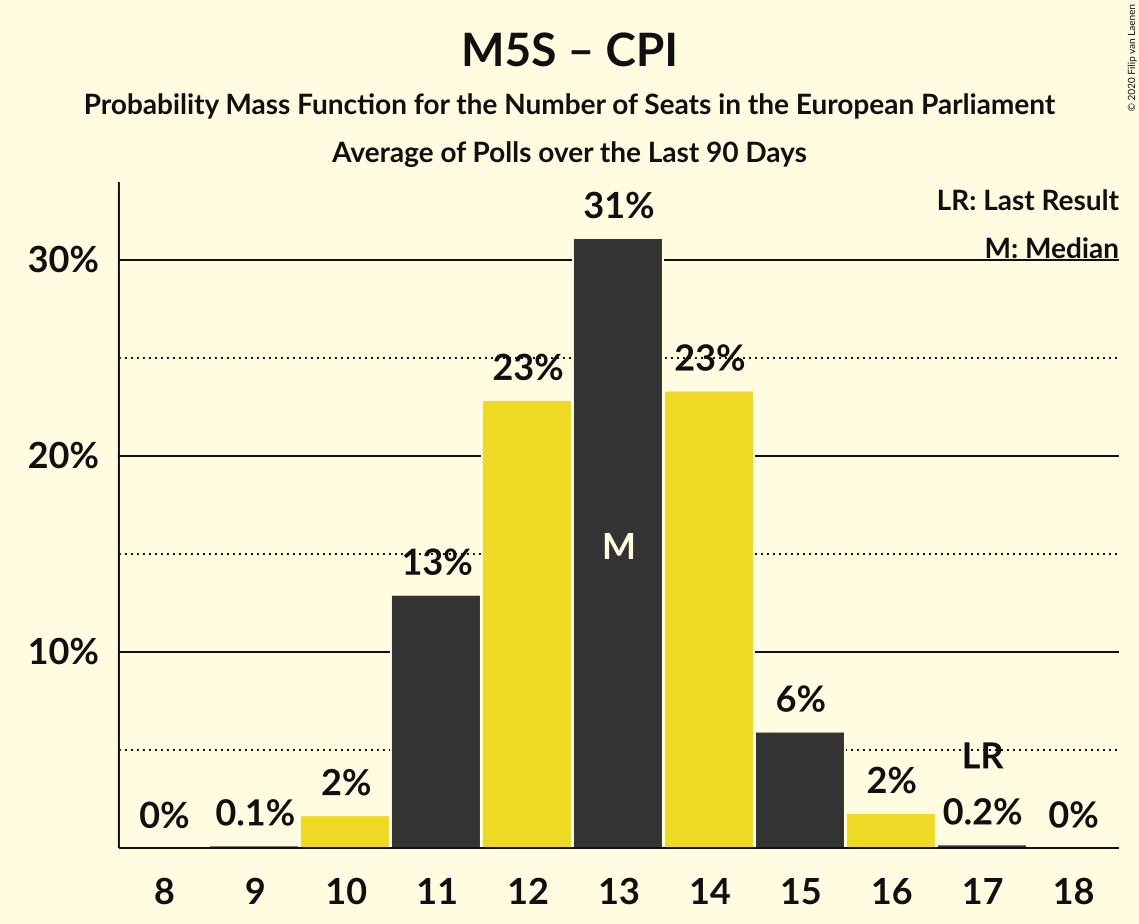 M5S – CPI
Probability Mass Function for the Number of Seats in the European Parliament
Average of Polls over the Last 90 Days
© 2020 Filip van Laenen
LR: Last Result
M: Median
30%
20%
10%
0%
0.1%
2%
13%
23%
31%
M
23%
6%
2%
LR
0.2%
0%
8 9 10 11 12 13 14 15 16 17 18